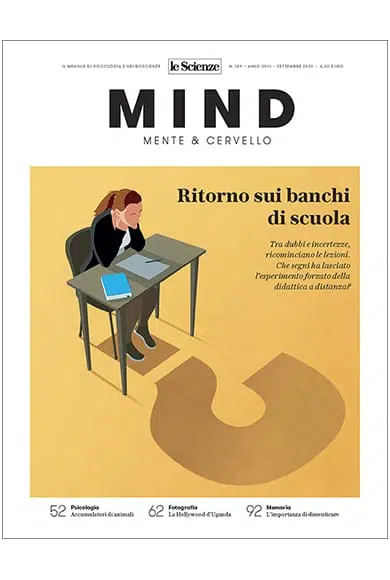 IL MENSILE DI PSICOLOGIA E NEUROSCIENZE le Scienze N. 189 • ANNO XVIII • SETTEMBRE 2020 • 6,50 EURO
MIND
MENTE & CERVELLO
Ritorno sui banchi
di scuola
Tra dubbi e incertezze,
ricominciano le lezioni.
Che segni ha lasciato
l'esperimento forzato della
didattica a distanza?
52 Psicologia 62 Fotografia 92 Memoria
Accumulatori di animali La Hollywood d'Uganda L'importanza di dimenticare